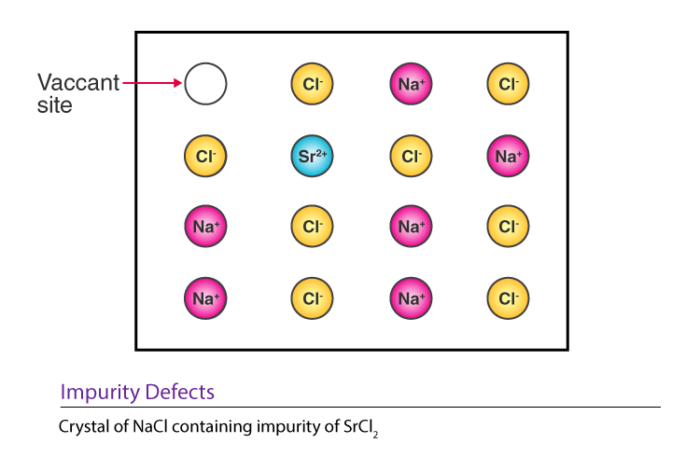 Vaccant
site
Cl⁻ Na⁺ Cl⁻
Cl⁻ Sr²⁺ Cl⁻ Na⁺
Na⁺ Cl⁻ Na⁺ Cl⁻
Na⁺ Cl⁻ Na⁺ Cl⁻
Impurity Defects
Crystal of NaCl containing impurity of SrCl₂